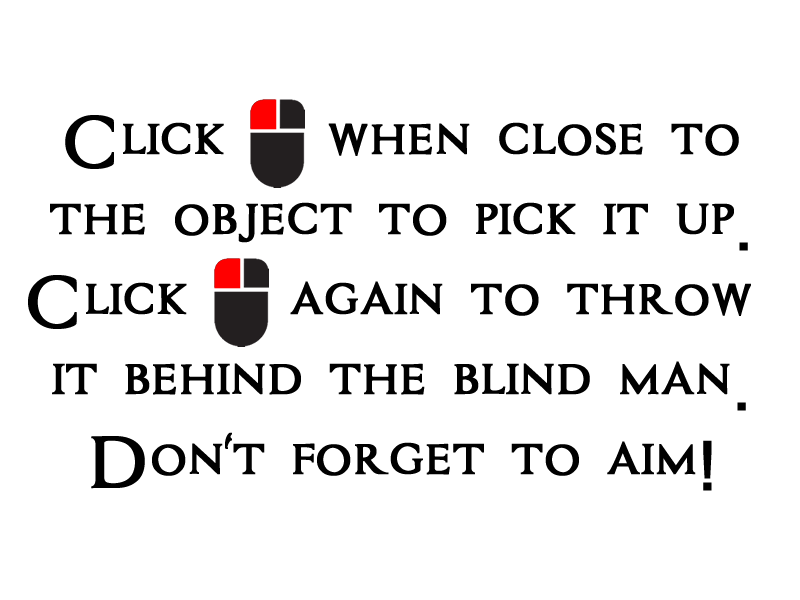 Click when close to
the object to pick it up.
Click again to throw
it behind the blind man.
Don't forget to aim!